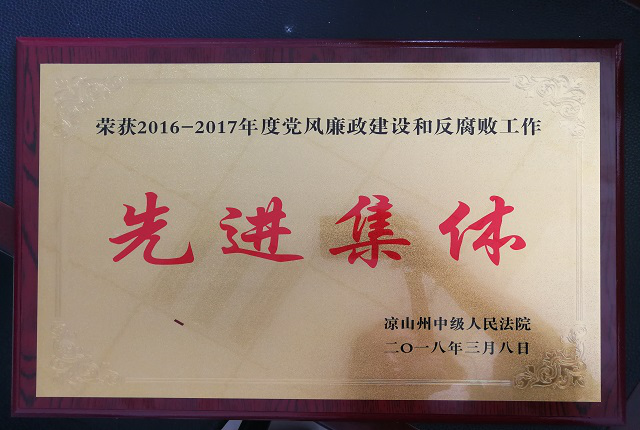 荣获2016-2017年度党风廉政建设和反腐败工作
先进集体
凉山州中级人民法院
二〇一八年三月八日